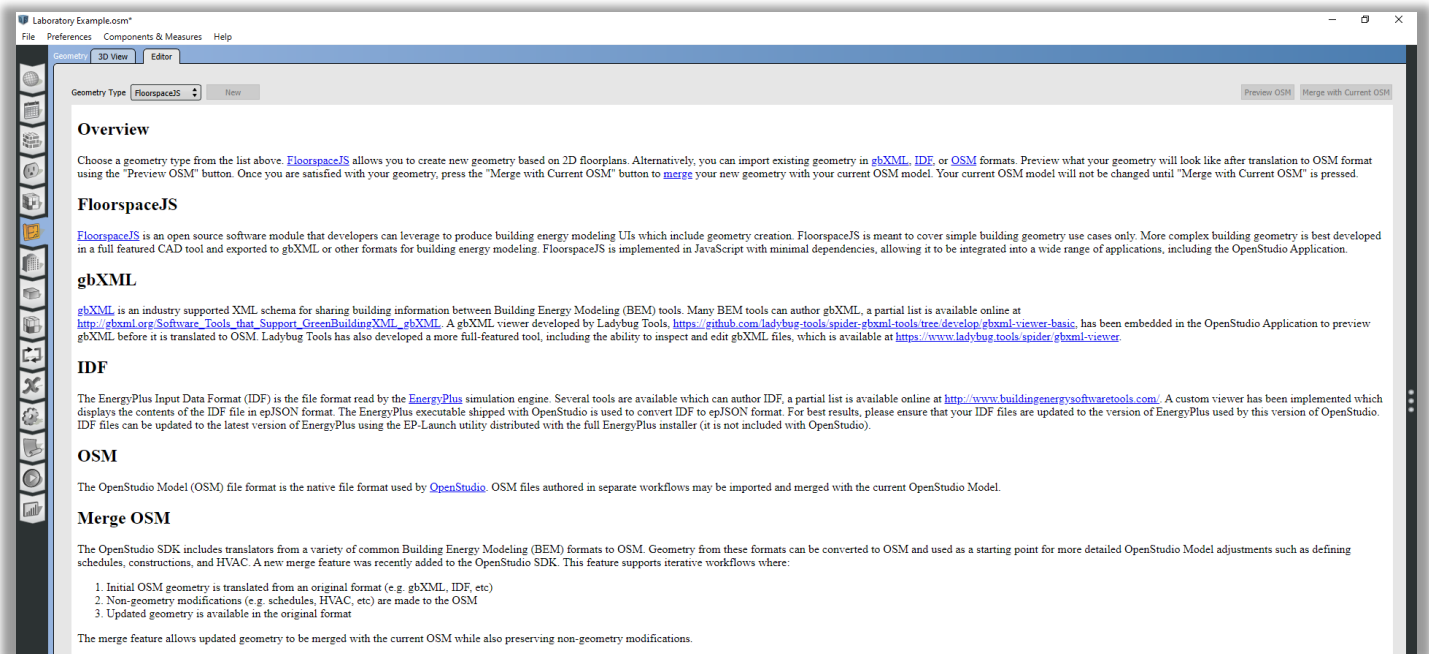 Laboratory Example.osm*
File Preferences Components & Measures Help
Geometry 3D View Editor
Geometry Type FloorspaceJS New Preview OSM Merge with Current OSM
Overview
Choose a geometry type from the list above. FloorspaceJS allows you to create new geometry based on 2D floorplans. Alternatively, you can import existing geometry in gbXML, IDF, or OSM formats. Preview what your geometry will look like after translation to OSM format
using the "Preview OSM" button. Once you are satisfied with your geometry, press the "Merge with Current OSM" button to merge your new geometry with your current OSM model. Your current OSM model will not be changed until "Merge with Current OSM" is pressed.
FloorspaceJS
FloorspaceJS is an open source software module that developers can leverage to produce building energy modeling UIs which include geometry creation. FloorspaceJS is meant to cover simple building geometry use cases only. More complex building geometry is best developed
in a full featured CAD tool and exported to gbXML or other formats for building energy modeling. FloorspaceJS is implemented in JavaScript with minimal dependencies, allowing it to be integrated into a wide range of applications, including the OpenStudio Application.
gbXML
gbXML is an industry supported XML schema for sharing building information between Building Energy Modeling (BEM) tools. Many BEM tools can author gbXML, a partial list is available online at
http://gbxml.org/Software_Tools_that_Support_GreenBuildingXML_gbXML. A gbXML viewer developed by Ladybug Tools, https://github.com/ladybug-tools/spider-gbxml-tools/tree/develop/gbxml-viewer-basic, has been embedded in the OpenStudio Application to preview
gbXML before it is translated to OSM. Ladybug Tools has also developed a more full-featured tool, including the ability to inspect and edit gbXML files, which is available at https://www.ladybug.tools/spider/gbxml-viewer.
IDF
The EnergyPlus Input Data Format (IDF) is the file format read by the EnergyPlus simulation engine. Several tools are available which can author IDF, a partial list is available online at http://www.buildingenergysoftwaretools.com/. A custom viewer has been implemented which
displays the contents of the IDF file in epJSON format. The EnergyPlus executable shipped with OpenStudio is used to convert IDF to epJSON format. For best results, please ensure that your IDF files are updated to the version of EnergyPlus used by this version of OpenStudio.
IDF files can be updated to the latest version of EnergyPlus using the EP-Launch utility distributed with the full EnergyPlus installer (it is not included with OpenStudio).
OSM
The OpenStudio Model (OSM) file format is the native file format used by OpenStudio. OSM files authored in separate workflows may be imported and merged with the current OpenStudio Model.
Merge OSM
The OpenStudio SDK includes translators from a variety of common Building Energy Modeling (BEM) formats to OSM. Geometry from these formats can be converted to OSM and used as a starting point for more detailed OpenStudio Model adjustments such as defining
schedules, constructions, and HVAC. A new merge feature was recently added to the OpenStudio SDK. This feature supports iterative workflows where:
1. Initial OSM geometry is translated from an original format (e.g. gbXML, IDF, etc)
2. Non-geometry modifications (e.g. schedules, HVAC, etc) are made to the OSM
3. Updated geometry is available in the original format
The merge feature allows updated geometry to be merged with the current OSM while also preserving non-geometry modifications.